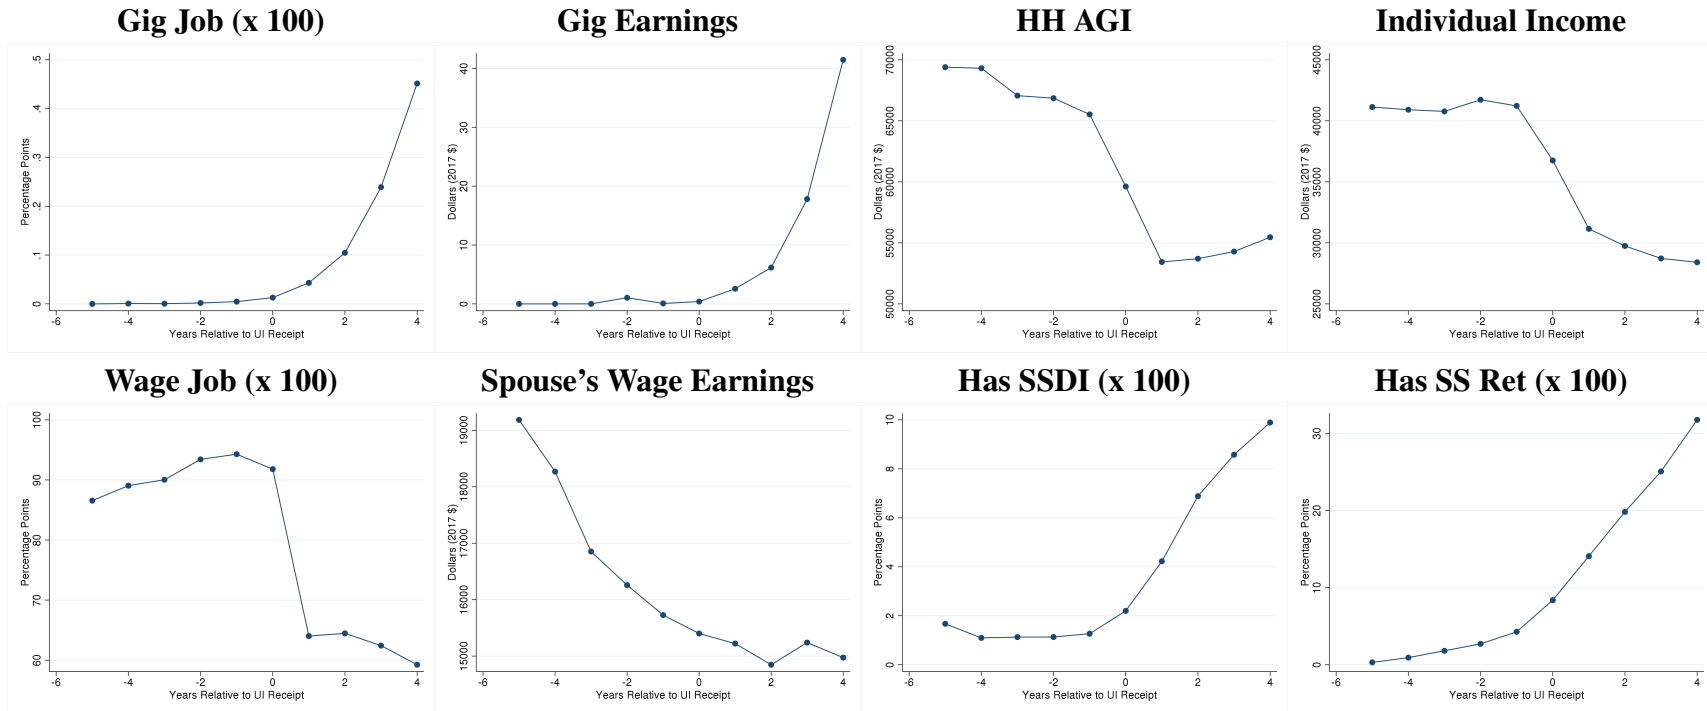 Gig Job (x 100)
Percentage Points
.5
.4
.3
.2
.1
0
-6 -4 -2 0 2 4
Years Relative to UI Receipt
Gig Earnings
Dollars (2017 $)
40
30
20
10
0
-6 -4 -2 0 2 4
Years Relative to UI Receipt
HH AGI
Dollars (2017 $)
70000
65000
60000
55000
50000
-6 -4 -2 0 2 4
Years Relative to UI Receipt
Individual Income
Dollars (2017 $)
45000
40000
35000
30000
25000
-6 -4 -2 0 2 4
Years Relative to UI Receipt
Wage Job (x 100)
Percentage Points
100
90
80
70
60
-6 -4 -2 0 2 4
Years Relative to UI Receipt
Spouse’s Wage Earnings
Dollars (2017 $)
19000
18000
17000
16000
15000
-6 -4 -2 0 2 4
Years Relative to UI Receipt
Has SSDI (x 100)
Percentage Points
10
8
6
4
2
0
-6 -4 -2 0 2 4
Years Relative to UI Receipt
Has SS Ret (x 100)
Percentage Points
30
20
10
0
-6 -4 -2 0 2 4
Years Relative to UI Receipt